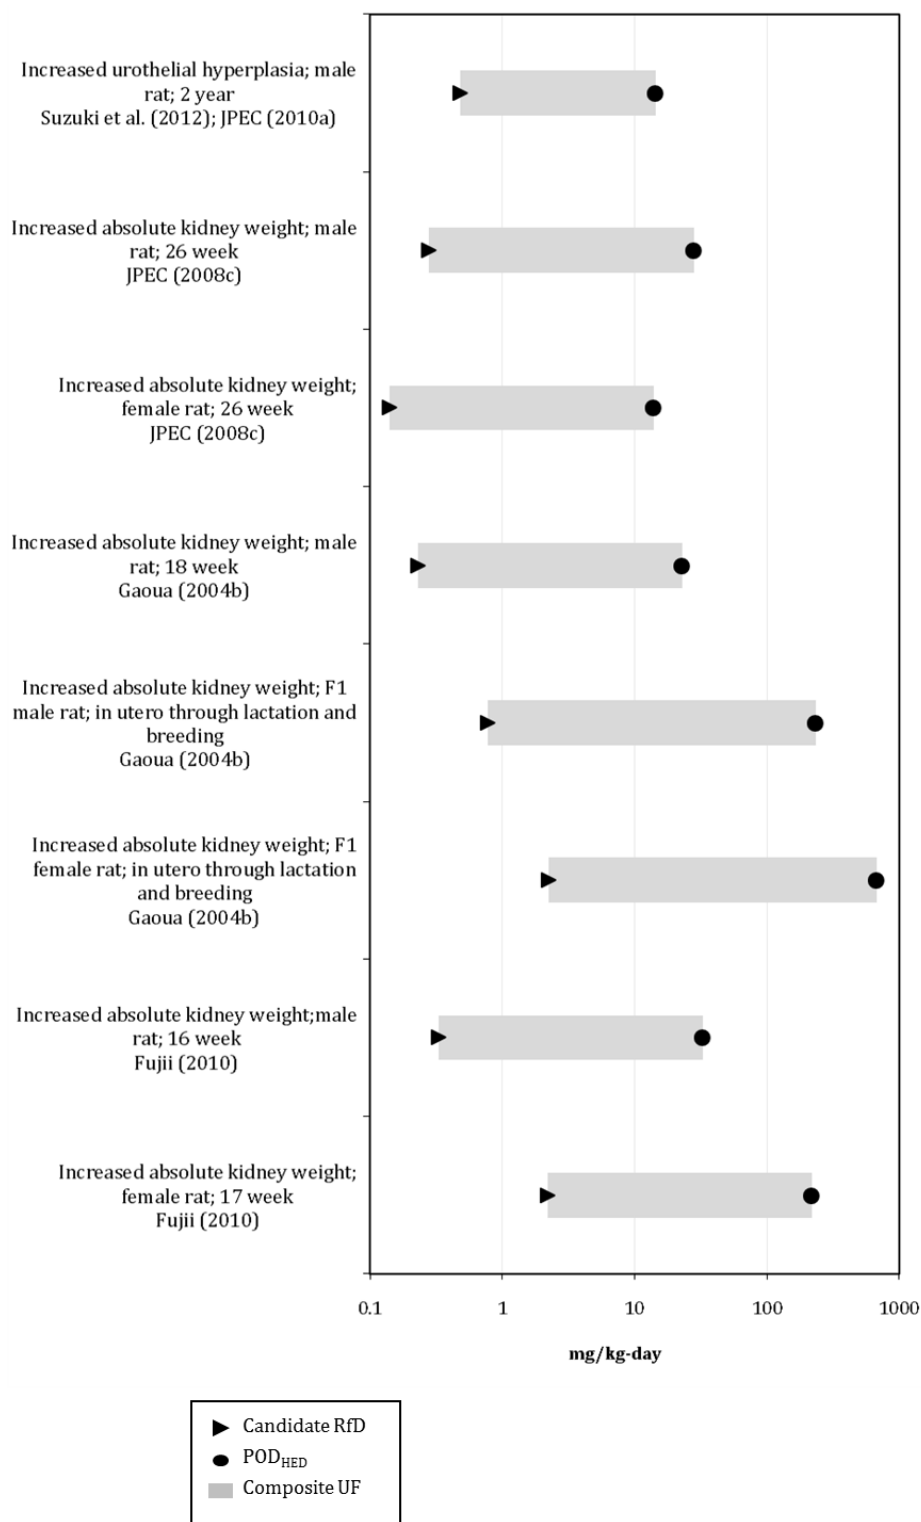 Increased urothelial hyperplasia; male
rat; 2 year
Suzuki et al. (2012); JPEC (2010a)
Increased absolute kidney weight; male
rat; 26 week
JPEC (2008c)
Increased absolute kidney weight;
female rat; 26 week
JPEC (2008c)
Increased absolute kidney weight; male
rat; 18 week
Gaoua (2004b)
Increased absolute kidney weight; F1
male rat; in utero through lactation and
breeding
Gaoua (2004b)
Increased absolute kidney weight; F1
female rat; in utero through lactation
and breeding
Gaoua (2004b)
Increased absolute kidney weight;male
rat; 16 week
Fujii (2010)
Increased absolute kidney weight;
female rat; 17 week
Fujii (2010)
0.1 1 10 100 1000
mg/kg-day
Candidate RfD
PODHED
Composite UF